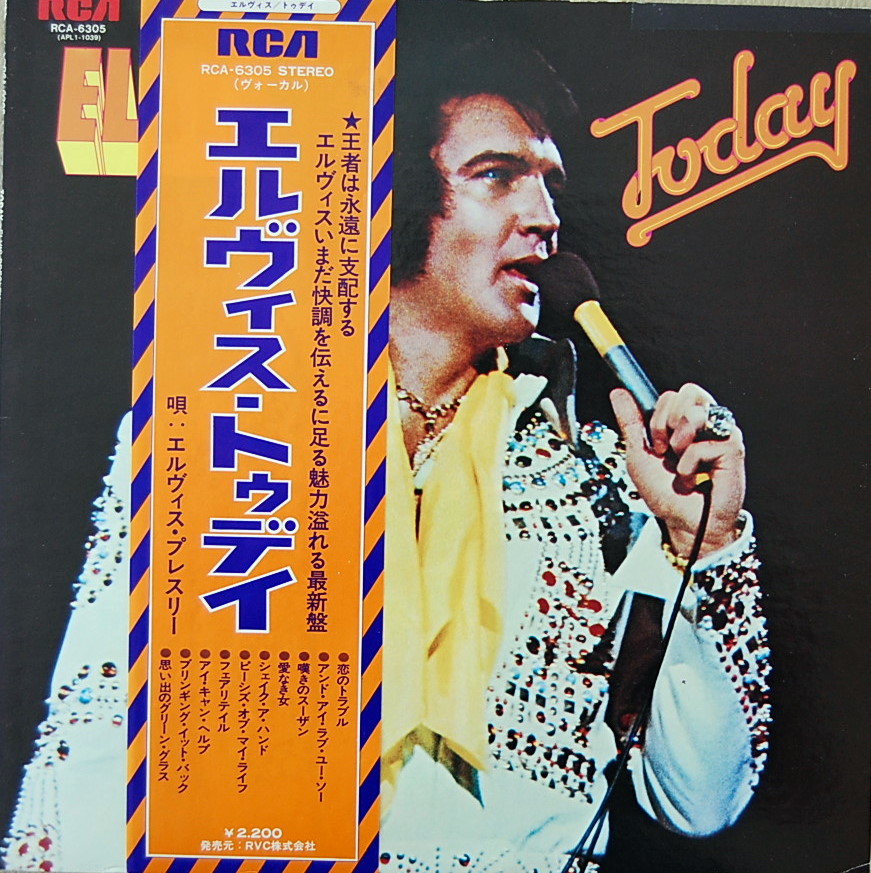 RCA
RCA-6305
(APL1-1039)
EL
Today
エルヴィス/トゥデイ
RCA
RCA-6305 STEREO
(ヴォーカル)
★王者は永遠に支配する
エルヴィスいまだ快調を伝えるに足る魅力溢れる最新盤
エルヴィス・トゥデイ
唄：エルヴィス・プレスリー
●恋のトラブル
●アンド・アイ・ラブ・ユー・ソー
●嘆きのスーザン
●愛なき女
●シェイク・ア・ハンド
●ピーシズ・オブ・マイ・ライフ
●フェアリテイル
●アイ・キャン・ヘルプ
●ブリンギング・イット・バック
●思い出のグリーン・グラス
¥2.200
発売元：RVC株式会社